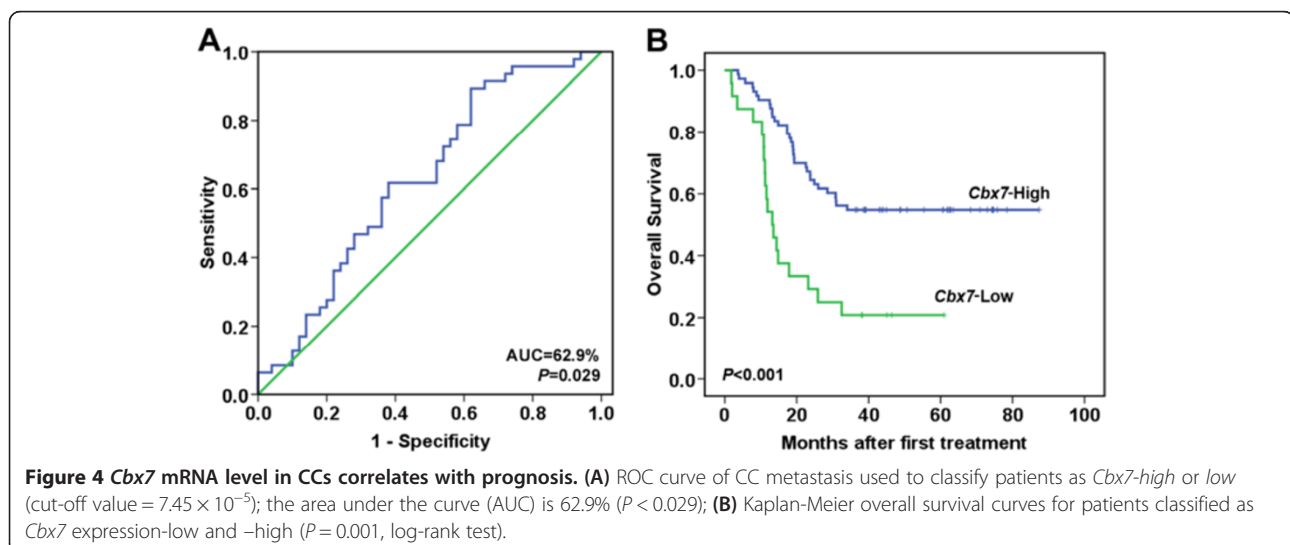 A
1.0
0.8
0.6
0.4
0.2
0.0
Sensitivity
AUC=62.9%
P=0.029
0.0 0.2 0.4 0.6 0.8 1.0
1 - Specificity
B
1.0
0.8
0.6
0.4
0.2
0.0
Overall Survival
Cbx7-High
Cbx7-Low
P<0.001
0 20 40 60 80 100
Months after first treatment
Figure 4 Cbx7 mRNA level in CCs correlates with prognosis. (A) ROC curve of CC metastasis used to classify patients as Cbx7-high or low
(cut-off value = 7.45 × 10⁻⁵); the area under the curve (AUC) is 62.9% (P < 0.029); (B) Kaplan-Meier overall survival curves for patients classified as
Cbx7 expression-low and –high (P = 0.001, log-rank test).